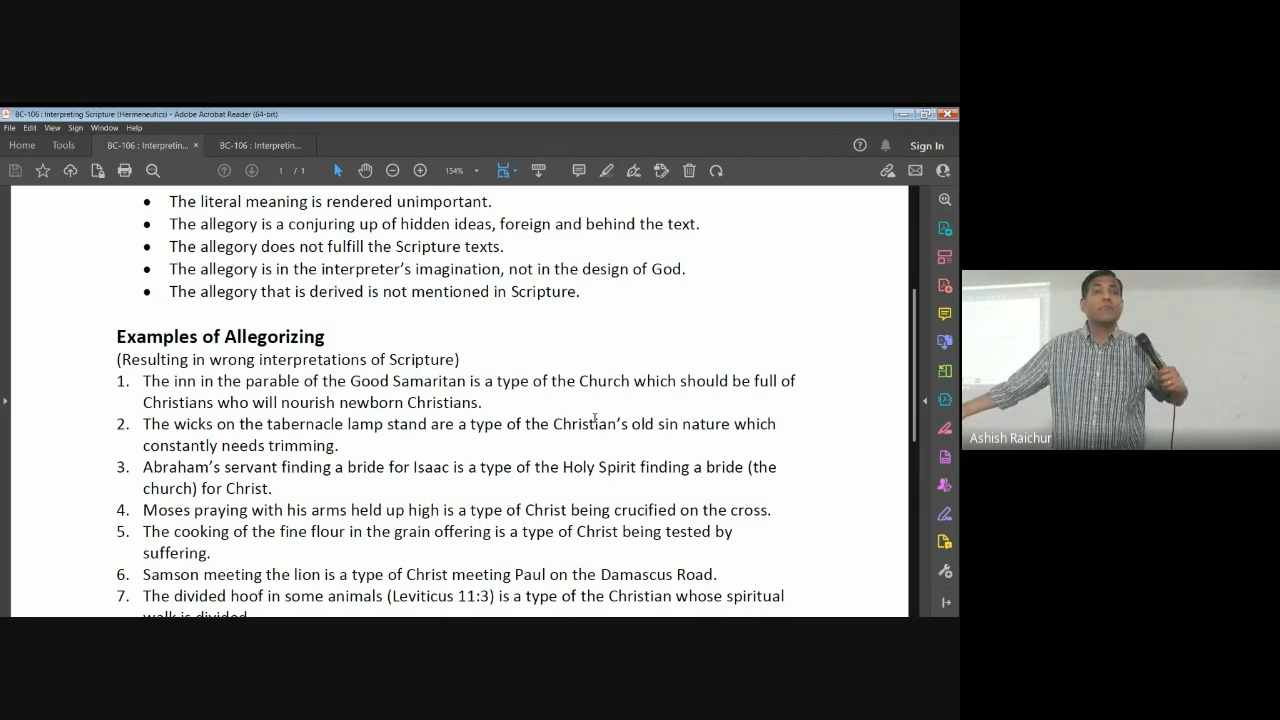 BC-106 : Interpreting Scripture (Hermeneutics) - Adobe Acrobat Reader (64-bit)
File Edit View Sign Window Help
Home Tools BC-106 : Interpretin... × BC-106 : Interpretin... Sign In
1 / 1 154%
• The literal meaning is rendered unimportant.
• The allegory is a conjuring up of hidden ideas, foreign and behind the text.
• The allegory does not fulfill the Scripture texts.
• The allegory is in the interpreter's imagination, not in the design of God.
• The allegory that is derived is not mentioned in Scripture.
Examples of Allegorizing
(Resulting in wrong interpretations of Scripture)
1. The inn in the parable of the Good Samaritan is a type of the Church which should be full of
Christians who will nourish newborn Christians.
2. The wicks on the tabernacle lamp stand are a type of the Christian's old sin nature which
constantly needs trimming.
3. Abraham's servant finding a bride for Isaac is a type of the Holy Spirit finding a bride (the
church) for Christ.
4. Moses praying with his arms held up high is a type of Christ being crucified on the cross.
5. The cooking of the fine flour in the grain offering is a type of Christ being tested by
suffering.
6. Samson meeting the lion is a type of Christ meeting Paul on the Damascus Road.
7. The divided hoof in some animals (Leviticus 11:3) is a type of the Christian whose spiritual
walk is divided
Ashish Raichur